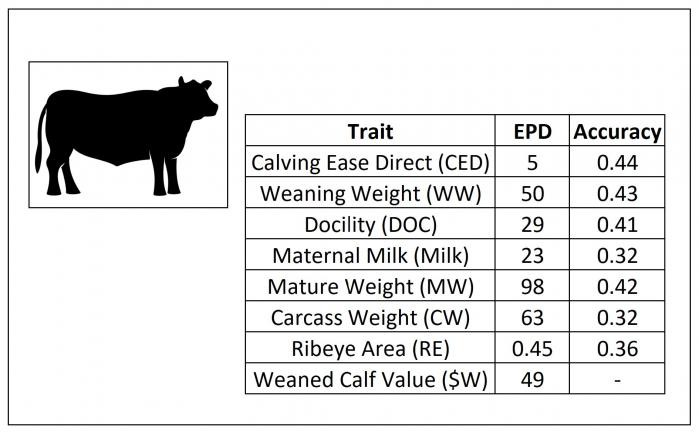 Trait EPD Accuracy
Calving Ease Direct (CED) 5 0.44
Weaning Weight (WW) 50 0.43
Docility (DOC) 29 0.41
Maternal Milk (Milk) 23 0.32
Mature Weight (MW) 98 0.42
Carcass Weight (CW) 63 0.32
Ribeye Area (RE) 0.45 0.36
Weaned Calf Value ($W) 49 -